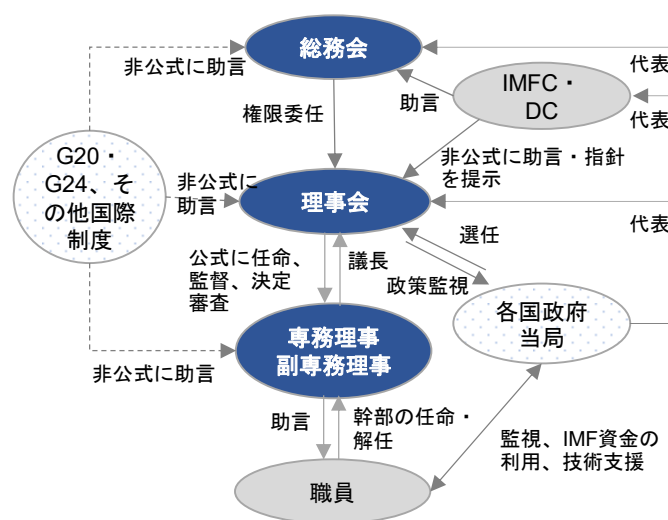 総務会
非公式に助言
代表
IMFC・
DC
助言
代表
権限委任
G20・
G24、そ
の他国際
制度
非公式に助言・指針
を提示
非公式に
助言
理事会
代表
選任
公式に任命、
監督、決定
審査
議長
政策監視
各国政府
当局
専務理事
副専務理事
非公式に助言
助言
幹部の任命・
解任
監視、IMF資金の
利用、技術支援
職員